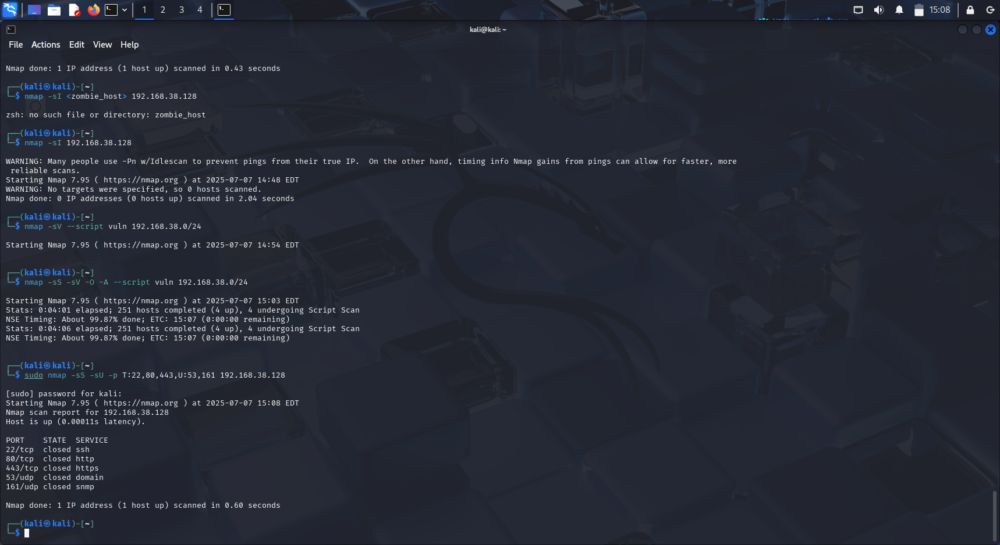 1 2 3 4 15:08
kali@kali: ~
File Actions Edit View Help
Nmap done: 1 IP address (1 host up) scanned in 0.43 seconds
┌──(kali㉿kali)-[~]
└─$ nmap -sI <zombie_host> 192.168.38.128
zsh: no such file or directory: zombie_host
┌──(kali㉿kali)-[~]
└─$ nmap -sI 192.168.38.128
WARNING: Many people use -Pn w/Idlescan to prevent pings from their true IP.  On the other hand, timing info Nmap gains from pings can allow for faster, more
 reliable scans.
Starting Nmap 7.95 ( https://nmap.org ) at 2025-07-07 14:48 EDT
WARNING: No targets were specified, so 0 hosts scanned.
Nmap done: 0 IP addresses (0 hosts up) scanned in 2.04 seconds
┌──(kali㉿kali)-[~]
└─$ nmap -sV --script vuln 192.168.38.0/24
Starting Nmap 7.95 ( https://nmap.org ) at 2025-07-07 14:54 EDT
┌──(kali㉿kali)-[~]
└─$ nmap -sS -sV -O -A --script vuln 192.168.38.0/24
Starting Nmap 7.95 ( https://nmap.org ) at 2025-07-07 15:03 EDT
Stats: 0:04:01 elapsed; 251 hosts completed (4 up), 4 undergoing Script Scan
NSE Timing: About 99.87% done; ETC: 15:07 (0:00:00 remaining)
Stats: 0:04:06 elapsed; 251 hosts completed (4 up), 4 undergoing Script Scan
NSE Timing: About 99.87% done; ETC: 15:07 (0:00:00 remaining)
┌──(kali㉿kali)-[~]
└─$ sudo nmap -sS -sU -p T:22,80,443,U:53,161 192.168.38.128
[sudo] password for kali:
Starting Nmap 7.95 ( https://nmap.org ) at 2025-07-07 15:08 EDT
Nmap scan report for 192.168.38.128
Host is up (0.00011s latency).
PORT    STATE  SERVICE
22/tcp  closed ssh
80/tcp  closed http
443/tcp closed https
53/udp  closed domain
161/udp closed snmp
Nmap done: 1 IP address (1 host up) scanned in 0.60 seconds
┌──(kali㉿kali)-[~]
└─$